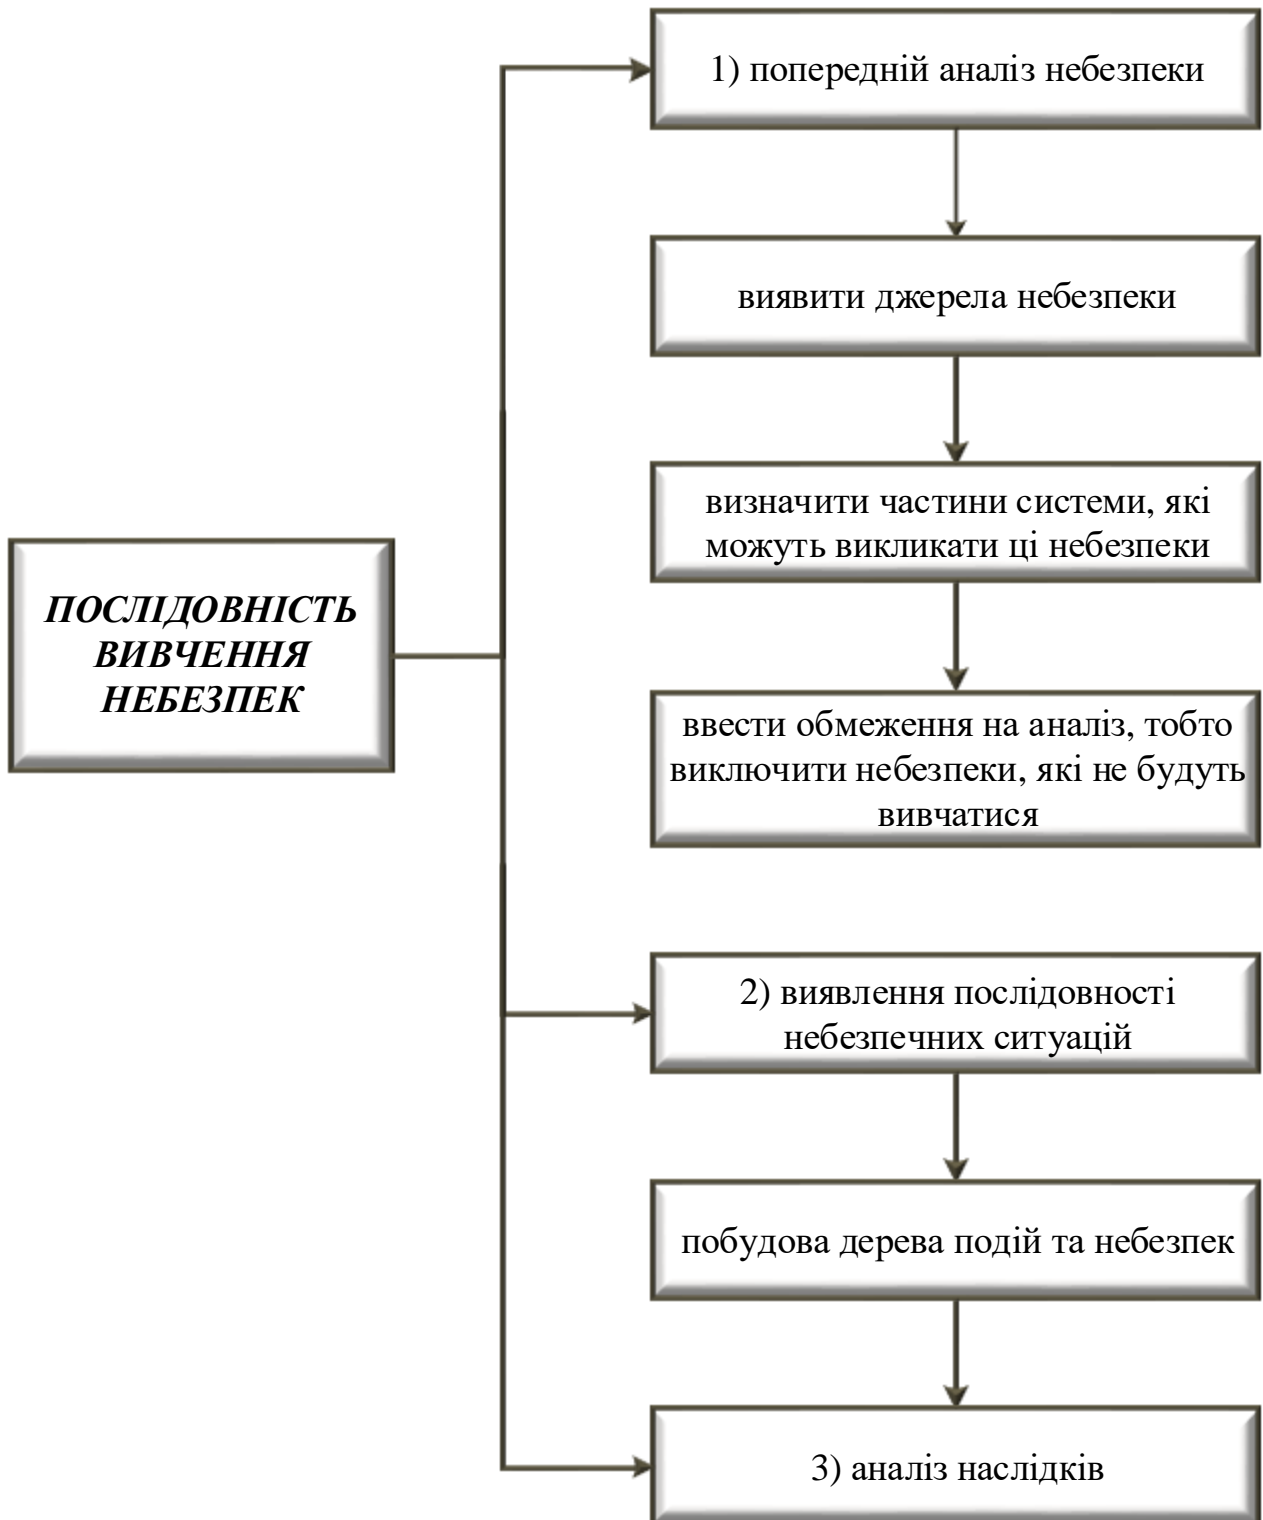 1) попередній аналіз небезпеки
виявити джерела небезпеки
визначити частини системи, які
можуть викликати ці небезпеки
ПОСЛІДОВНІСТЬ
ВИВЧЕННЯ
НЕБЕЗПЕК
ввести обмеження на аналіз, тобто
виключити небезпеки, які не будуть
вивчатися
2) виявлення послідовності
небезпечних ситуацій
побудова дерева подій та небезпек
3) аналіз наслідків